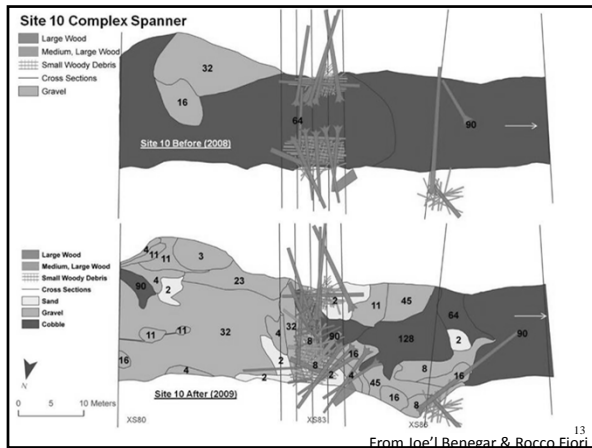 Site 10 Complex Spanner
Large Wood
Medium, Large Wood
Small Woody Debris
Cross Sections
Gravel
32
16
64
90
Site 10 Before (2008)
Large Wood
Medium, Large Wood
Small Woody Debris
Cross Sections
Sand
Gravel
Cobble
4
11
11
3
90
4
2
23
11
11
32
16
4
4
32
2
2
8
8
2
90
2
11
45
16
4
45
16
8
128
8
16
64
2
90
N
0 5 10 Meters
Site 10 After (2009)
XS80
XS83
XS86
13
From Joe'l Benegar & Rocco Fiori